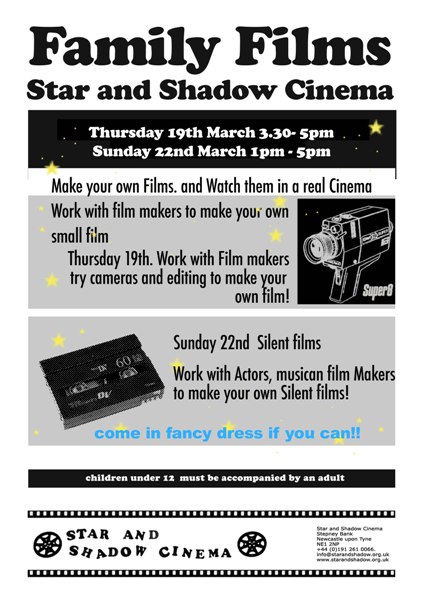 Family Films
Star and Shadow Cinema
Thursday 19th March 3.30- 5pm
Sunday 22nd March 1pm - 5pm
Make your own Films. and Watch them in a real Cinema
Work with film makers to make your own
small film
Thursday 19th. Work with Film makers
try cameras and editing to make your
own film!
Super8
Sunday 22nd Silent films
Work with Actors, musican film Makers
to make your own Silent films!
DV 60
DV
come in fancy dress if you can!!
children under 12 must be accompanied by an adult
STAR AND
SHADOW CINEMA
Star and Shadow Cinema
Stepney Bank
Newcastle upon Tyne
NE1 2NP
+44 (0)191 261 0066.
info@starandshadow.org.uk
www.starandshadow.org.uk